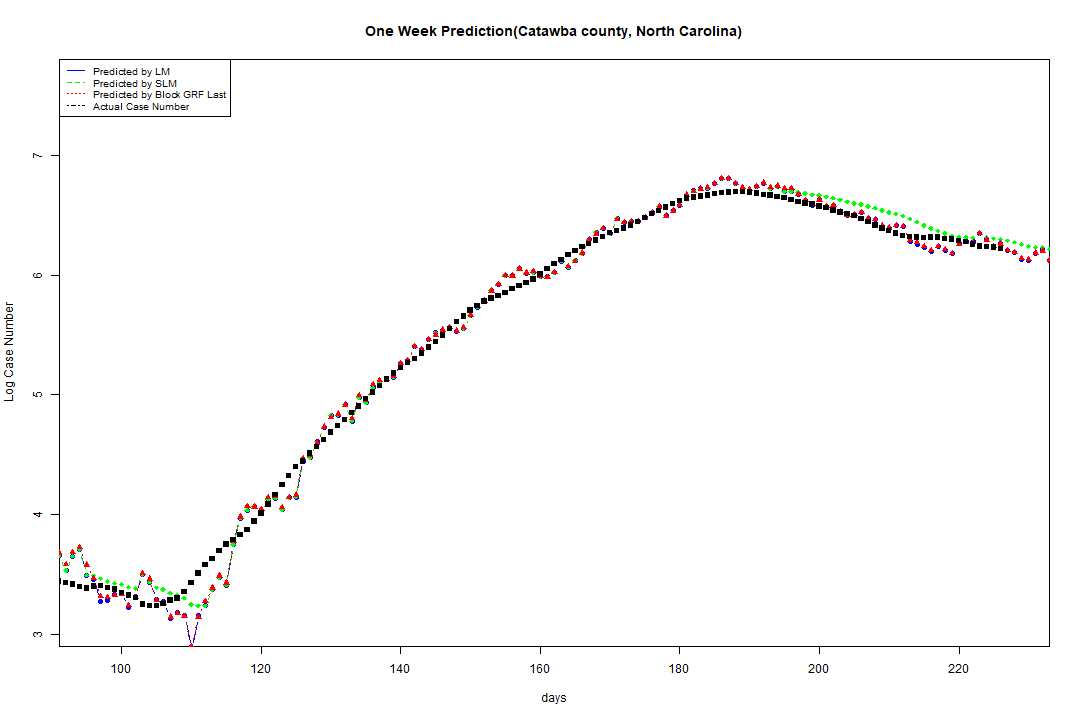 One Week Prediction(Catawba county, North Carolina)
Predicted by LM
Predicted by SLM
Predicted by Block GRF Last
Actual Case Number
7
6
5
4
3
Log Case Number
100 120 140 160 180 200 220
days